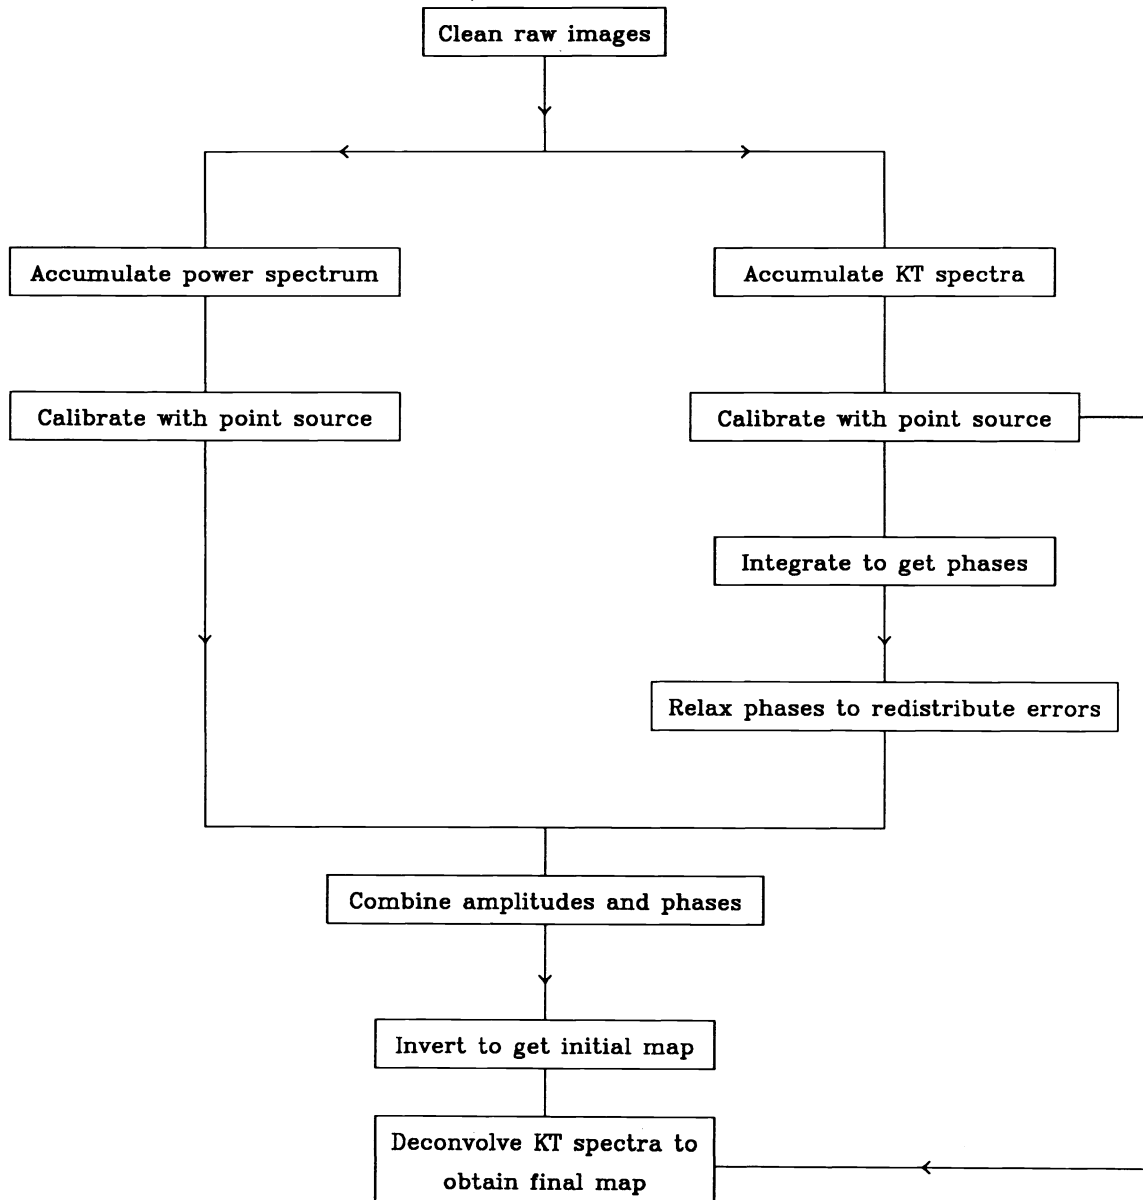 Clean raw images
Accumulate power spectrum
Accumulate KT spectra
Calibrate with point source
Calibrate with point source
Integrate to get phases
Relax phases to redistribute errors
Combine amplitudes and phases
Invert to get initial map
Deconvolve KT spectra to
obtain final map